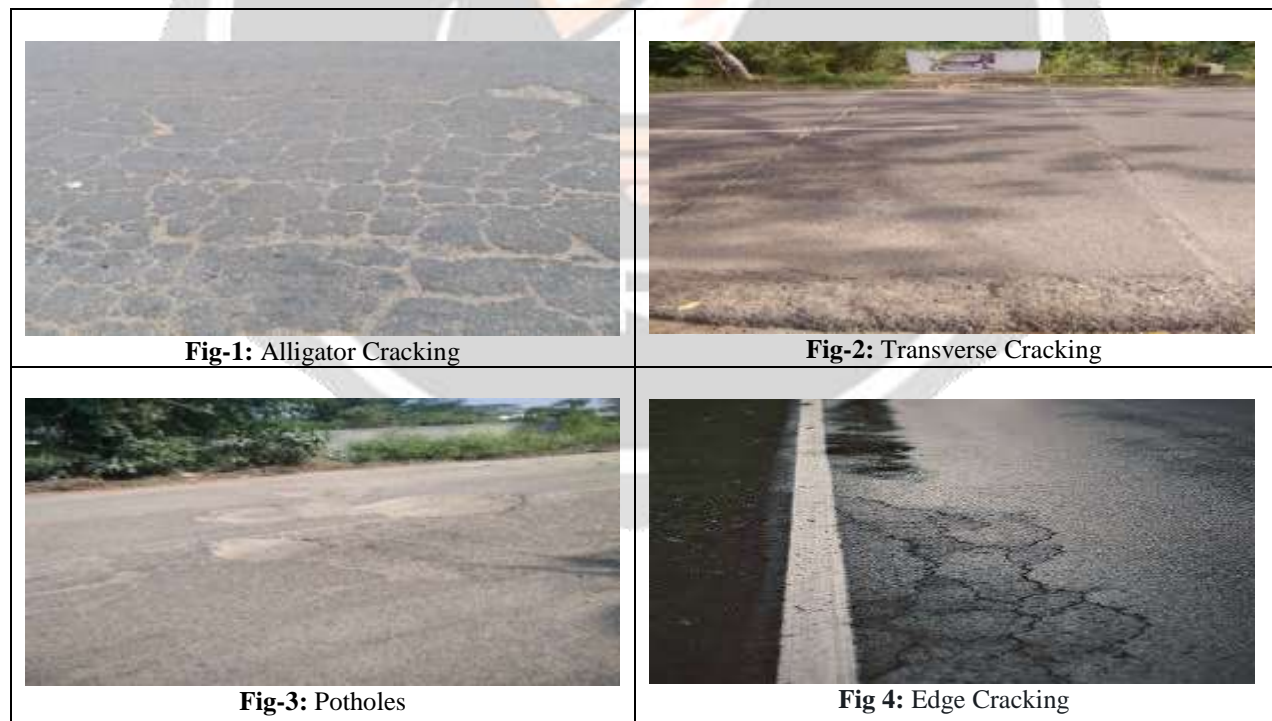 Fig-1: Alligator Cracking
Fig-2: Transverse Cracking
Fig-3: Potholes
Fig 4: Edge Cracking